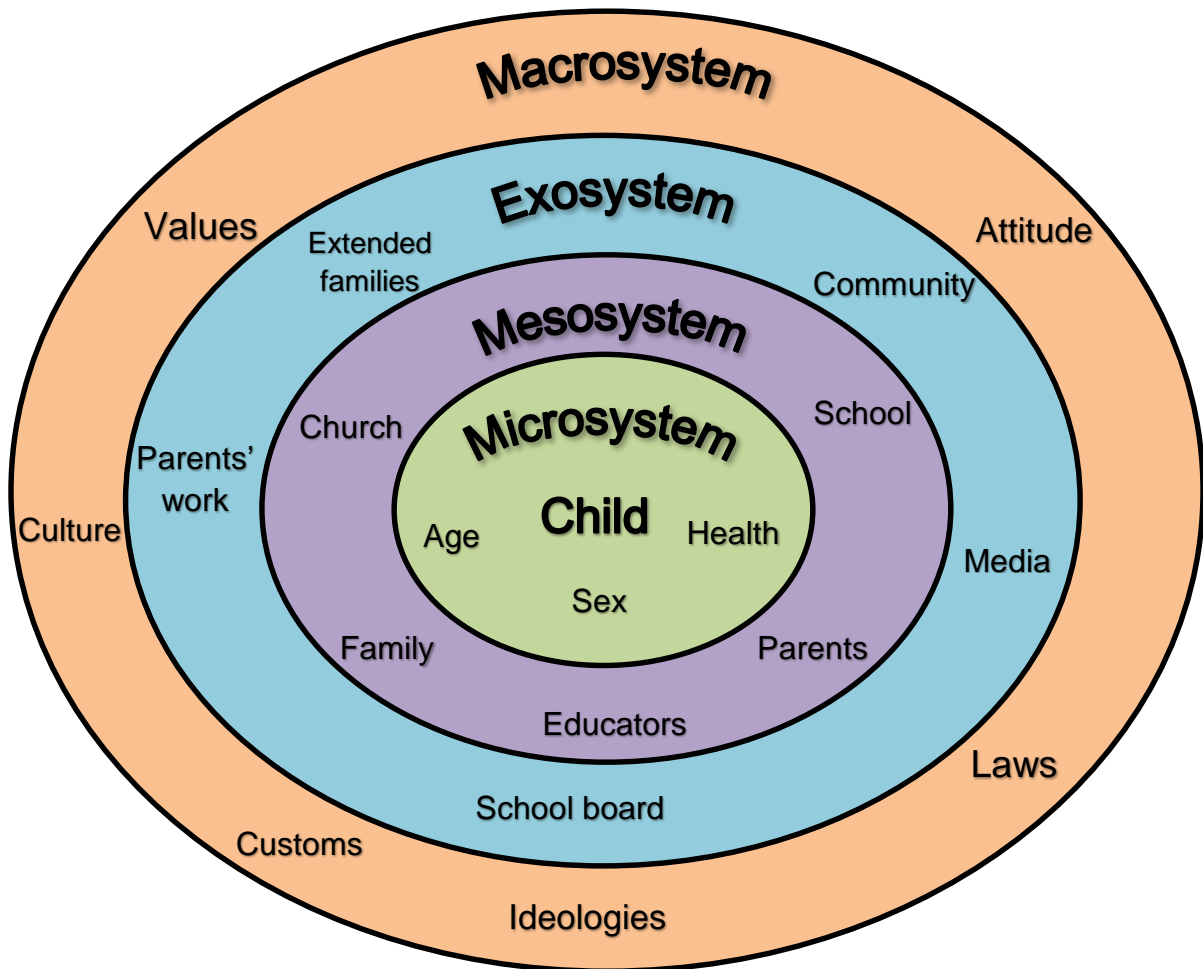 Macrosystem
Exosystem
Values
Attitude
Extended
families
Community
Mesosystem
Church
School
Microsystem
Parents’
work
Culture
Child
Age
Health
Media
Sex
Family
Parents
Educators
Laws
School board
Customs
Ideologies